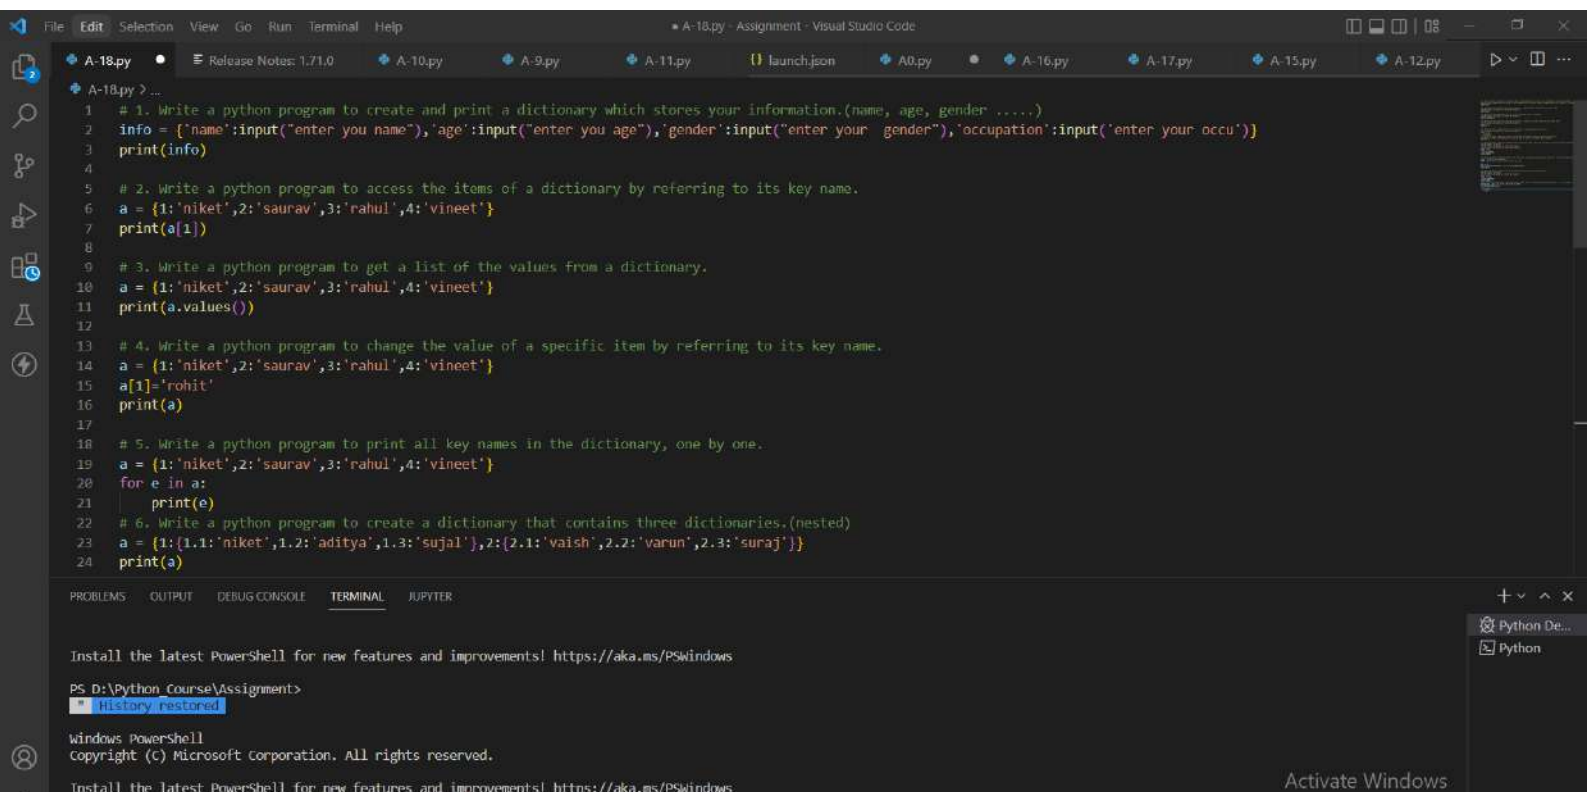 File Edit Selection View Go Run Terminal Help
● A-18.py - Assignment - Visual Studio Code
A-18.py ● Release Notes: 1.71.0 A-10.py A-9.py A-11.py {} launch.json A0.py ● A-16.py A-17.py A-15.py A-12.py
A-18.py > ...
1 # 1. Write a python program to create and print a dictionary which stores your information.(name, age, gender .....)
2 info = {'name':input("enter you name"),'age':input("enter you age"),'gender':input("enter your  gender"),'occupation':input('enter your occu')}
3 print(info)
4
5 # 2. Write a python program to access the items of a dictionary by referring to its key name.
6 a = {1:'niket',2:'saurav',3:'rahul',4:'vineet'}
7 print(a[1])
8
9 # 3. Write a python program to get a list of the values from a dictionary.
10 a = {1:'niket',2:'saurav',3:'rahul',4:'vineet'}
11 print(a.values())
12
13 # 4. Write a python program to change the value of a specific item by referring to its key name.
14 a = {1:'niket',2:'saurav',3:'rahul',4:'vineet'}
15 a[1]='rohit'
16 print(a)
17
18 # 5. Write a python program to print all key names in the dictionary, one by one.
19 a = {1:'niket',2:'saurav',3:'rahul',4:'vineet'}
20 for e in a:
21     print(e)
22 # 6. Write a python program to create a dictionary that contains three dictionaries.(nested)
23 a = {1:{1.1:'niket',1.2:'aditya',1.3:'sujal'},2:{2.1:'vaish',2.2:'varun',2.3:'suraj'}}
24 print(a)
PROBLEMS OUTPUT DEBUG CONSOLE TERMINAL JUPYTER
Python De...
Python
Install the latest PowerShell for new features and improvements! https://aka.ms/PSWindows
PS D:\Python_Course\Assignment>
* History restored
Windows PowerShell
Copyright (C) Microsoft Corporation. All rights reserved.
Install the latest PowerShell for new features and improvements! https://aka.ms/PSWindows
Activate Windows